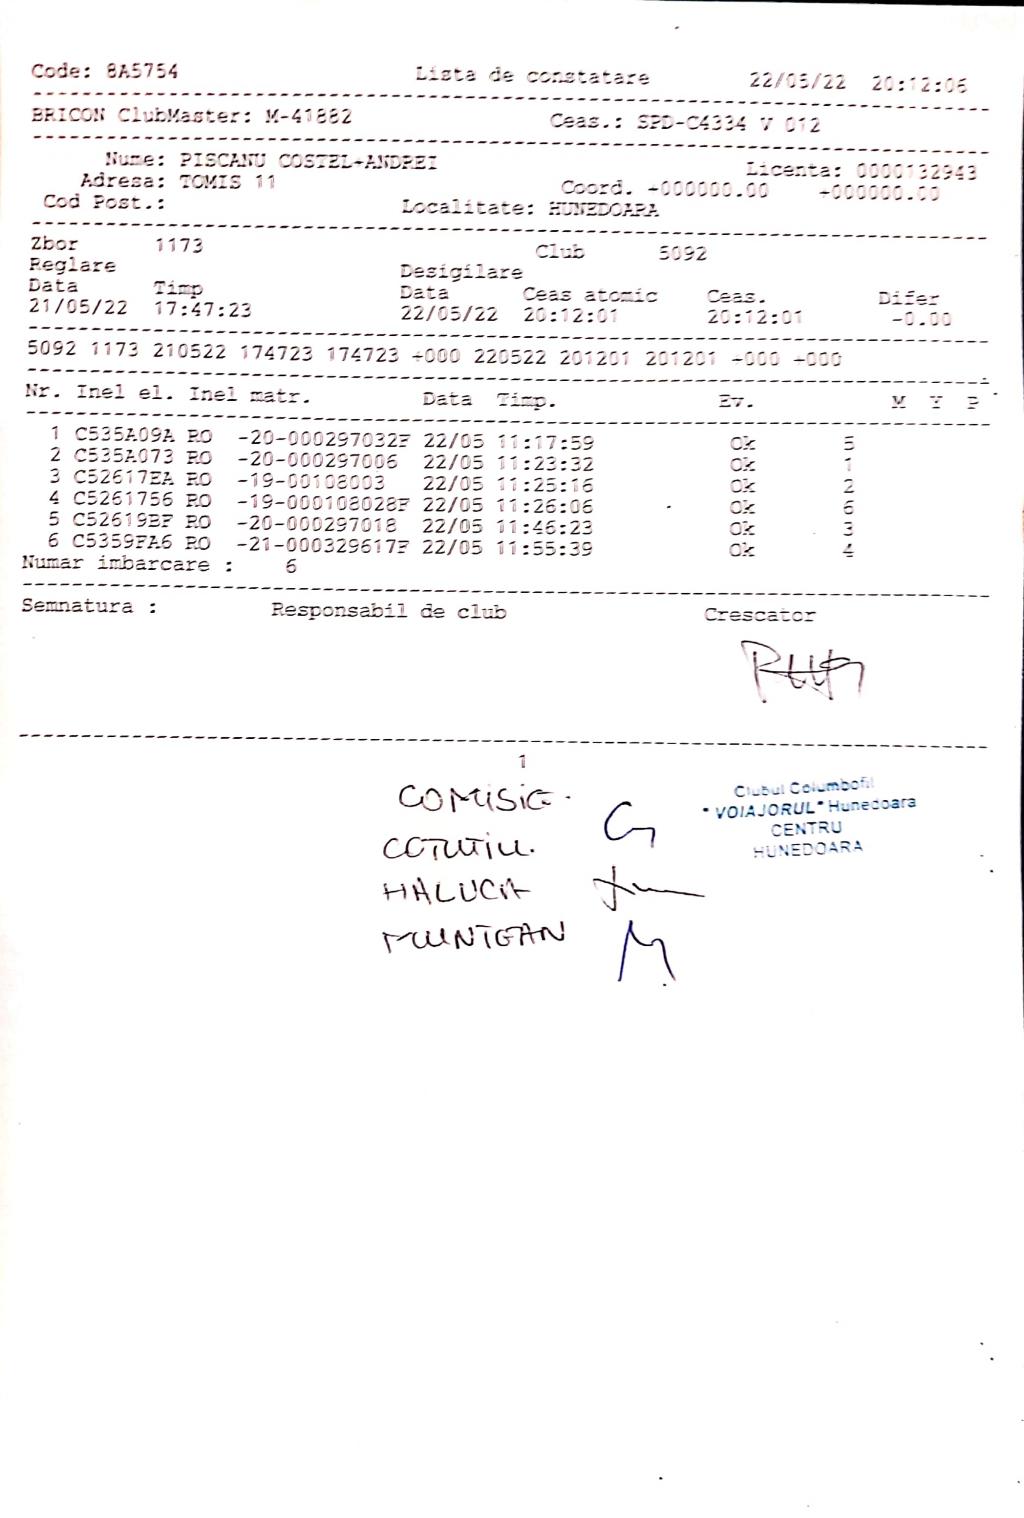 Code: 8A5754 Lista de constatare 22/05/22 20:12:06
BRICON ClubMaster: M-41882 Ceas.: SPD-C4334 V 012
Nume: PISCANU COSTEL+ANDREI Licenta: 0000132943
Adresa: TOMIS 11 Coord. +000000.00 +000000.00
Cod Post.: Localitate: HUNEDOARA
Zbor 1173 Club 5092
Reglare Desigilare
Data Timp Data Ceas atomic Ceas. Difer
21/05/22 17:47:23 22/05/22 20:12:01 20:12:01 -0.00
5092 1173 210522 174723 174723 +000 220522 201201 201201 +000 +000
Nr. Inel el. Inel matr. Data Timp. Ev. M Y P
1 C535A09A RO -20-000297032F 22/05 11:17:59 Ok 5
2 C535A073 RO -20-000297006 22/05 11:23:32 Ok 1
3 C52617EA RO -19-00108003 22/05 11:25:16 Ok 2
4 C5261756 RO -19-000108028F 22/05 11:26:06 Ok 6
5 C52619BF RO -20-000297018 22/05 11:46:23 Ok 3
6 C5359FA6 RO -21-000329617F 22/05 11:55:39 Ok 4
Numar imbarcare : 6
Semnatura : Responsabil de club Crescator
1
COMISIE.
HALUCA
MUNTEAN
Clubul Columbofil
"VOIAJORUL" Hunedoara
CENTRU
HUNEDOARA